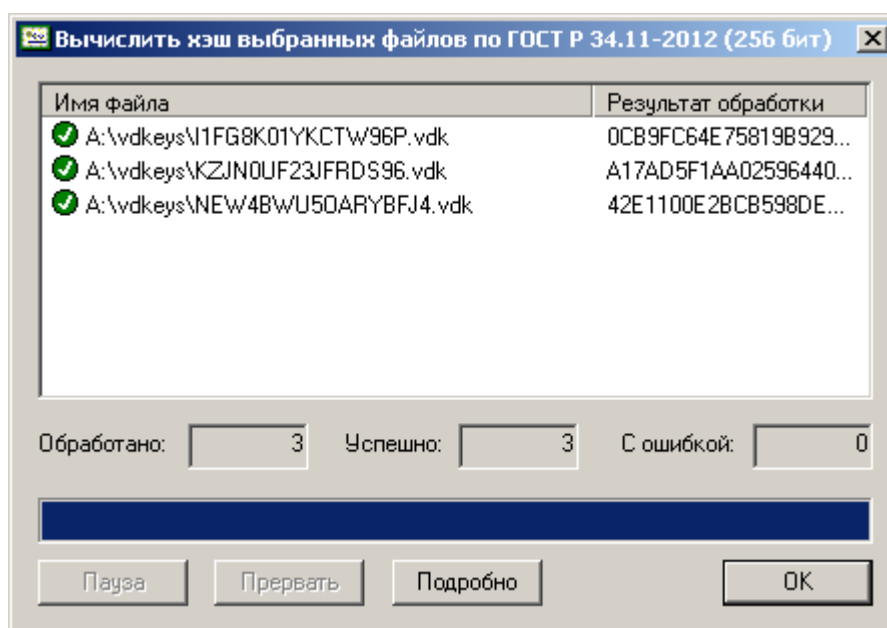 Вычислить хэш выбранных файлов по ГОСТ Р 34.11-2012 (256 бит)
Имя файла Результат обработки
A:\vdkeys\I1FG8K01YKCTW96P.vdk 0CB9FC64E75819B929...
A:\vdkeys\KZJN0UF23JFRDS96.vdk A17AD5F1AA02596440...
A:\vdkeys\NEW4BWU5OARYBFJ4.vdk 42E1100E2BCB598DE...
Обработано: 3 Успешно: 3 С ошибкой: 0
Пауза Прервать Подробно OK